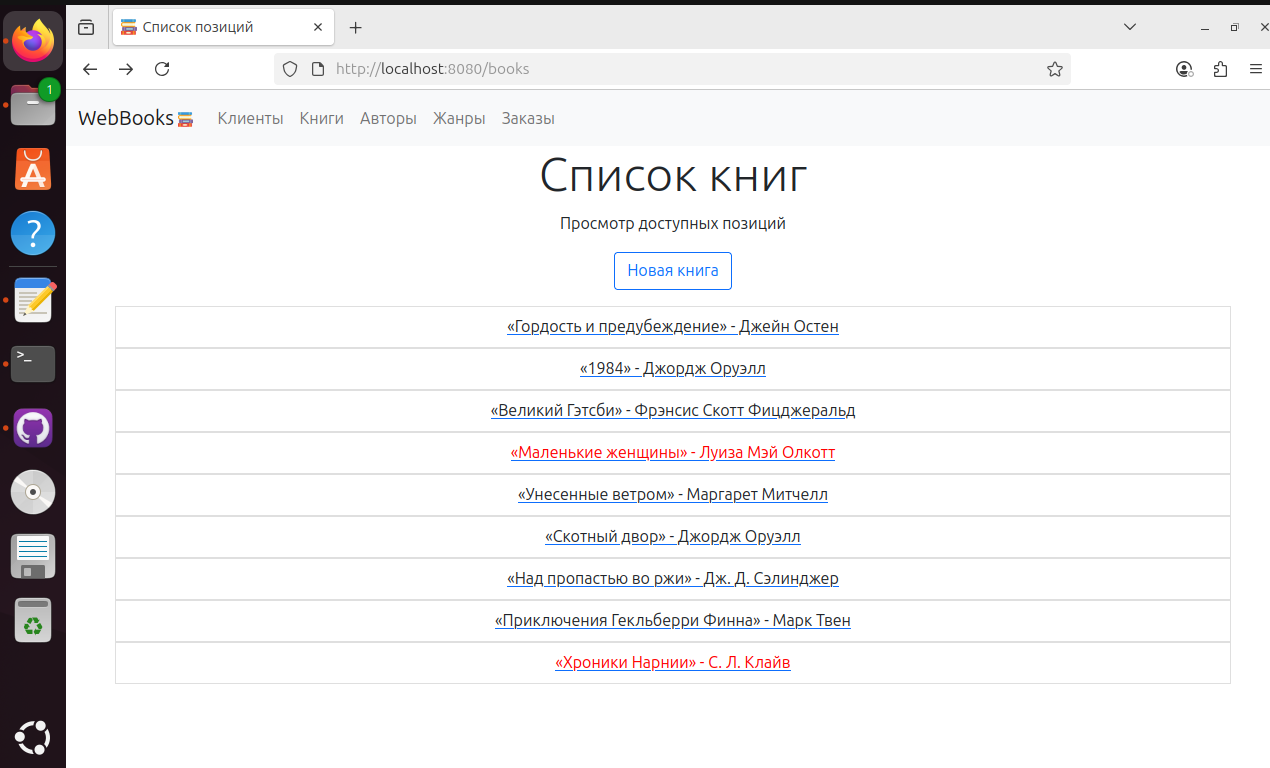 Список позиций
http://localhost:8080/books
1
WebBooks
Клиенты Книги Авторы Жанры Заказы
Список книг
Просмотр доступных позиций
Новая книга
«Гордость и предубеждение» - Джейн Остен
«1984» - Джордж Оруэлл
«Великий Гэтсби» - Фрэнсис Скотт Фицджеральд
«Маленькие женщины» - Луиза Мэй Олкотт
«Унесенные ветром» - Маргарет Митчелл
«Скотный двор» - Джордж Оруэлл
«Над пропастью во ржи» - Дж. Д. Сэлинджер
«Приключения Гекльберри Финна» - Марк Твен
«Хроники Нарнии» - С. Л. Клайв